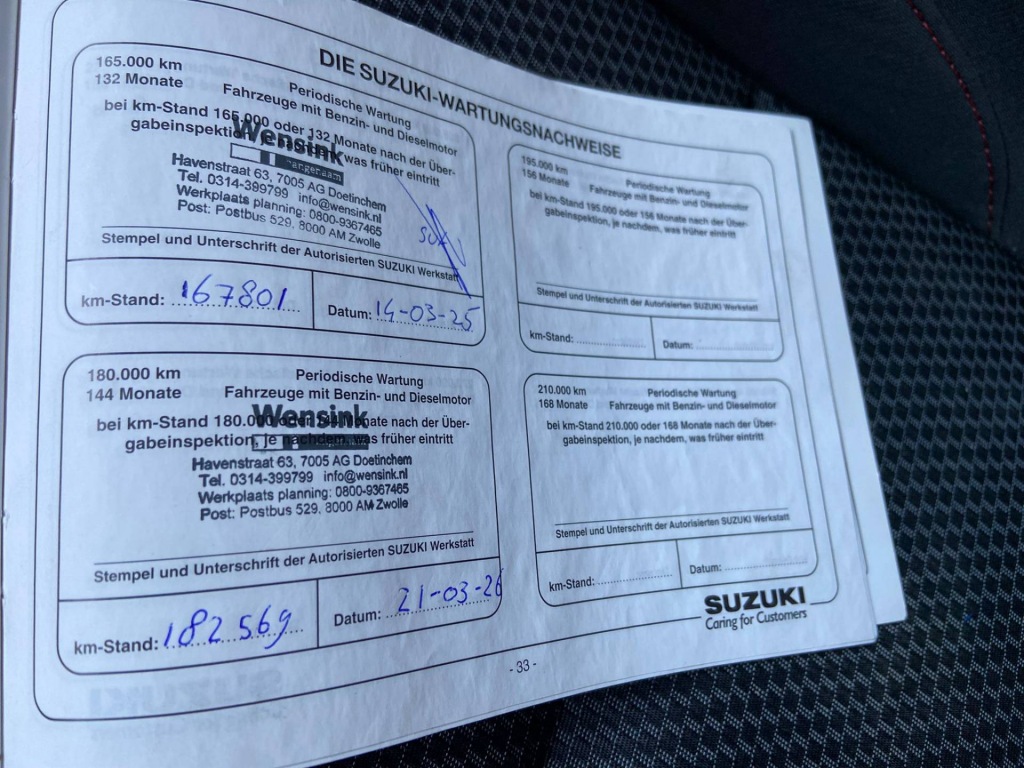 DIE SUZUKI-WARTUNGSNACHWEISE
165.000 km
132 Monate
Periodische Wartung
Fahrzeuge mit Benzin- und Dieselmotor
bei km-Stand 165.000 oder 132 Monate nach der Über-
gabeinspektion, je nachdem, was früher eintritt
Wensink
Havenstraat 63, 7005 AG Doetinchem
Tel. 0314-399799 info@wensink.nl
Werkplaats planning: 0800-9367465
Post: Postbus 529, 8000 AM Zwolle
Stempel und Unterschrift der Autorisierten SUZUKI Werkstatt
km-Stand: 167801
Datum: 14-03-25
180.000 km
144 Monate
Periodische Wartung
Fahrzeuge mit Benzin- und Dieselmotor
bei km-Stand 180.000 oder 144 Monate nach der Über-
gabeinspektion, je nachdem, was früher eintritt
Wensink
Havenstraat 63, 7005 AG Doetinchem
Tel. 0314-399799 info@wensink.nl
Werkplaats planning: 0800-9367465
Post: Postbus 529, 8000 AM Zwolle
Stempel und Unterschrift der Autorisierten SUZUKI Werkstatt
km-Stand: 182569
Datum: 21-03-26
195.000 km
156 Monate
Periodische Wartung
Fahrzeuge mit Benzin- und Dieselmotor
bei km-Stand 195.000 oder 156 Monate nach der Über-
gabeinspektion, je nachdem, was früher eintritt
Stempel und Unterschrift der Autorisierten SUZUKI Werkstatt
km-Stand:
Datum:
210.000 km
168 Monate
Periodische Wartung
Fahrzeuge mit Benzin- und Dieselmotor
bei km-Stand 210.000 oder 168 Monate nach der Über-
gabeinspektion, je nachdem, was früher eintritt
Stempel und Unterschrift der Autorisierten SUZUKI Werkstatt
km-Stand:
Datum:
SUZUKI
Caring for Customers
- 33 -